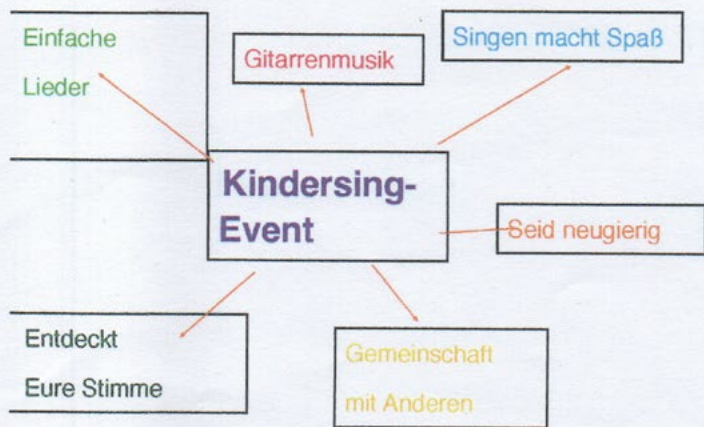 Einfache
Lieder
Gitarrenmusik
Singen macht Spaß
Kindersing-
Event
Seid neugierig
Entdeckt
Eure Stimme
Gemeinschaft
mit Anderen